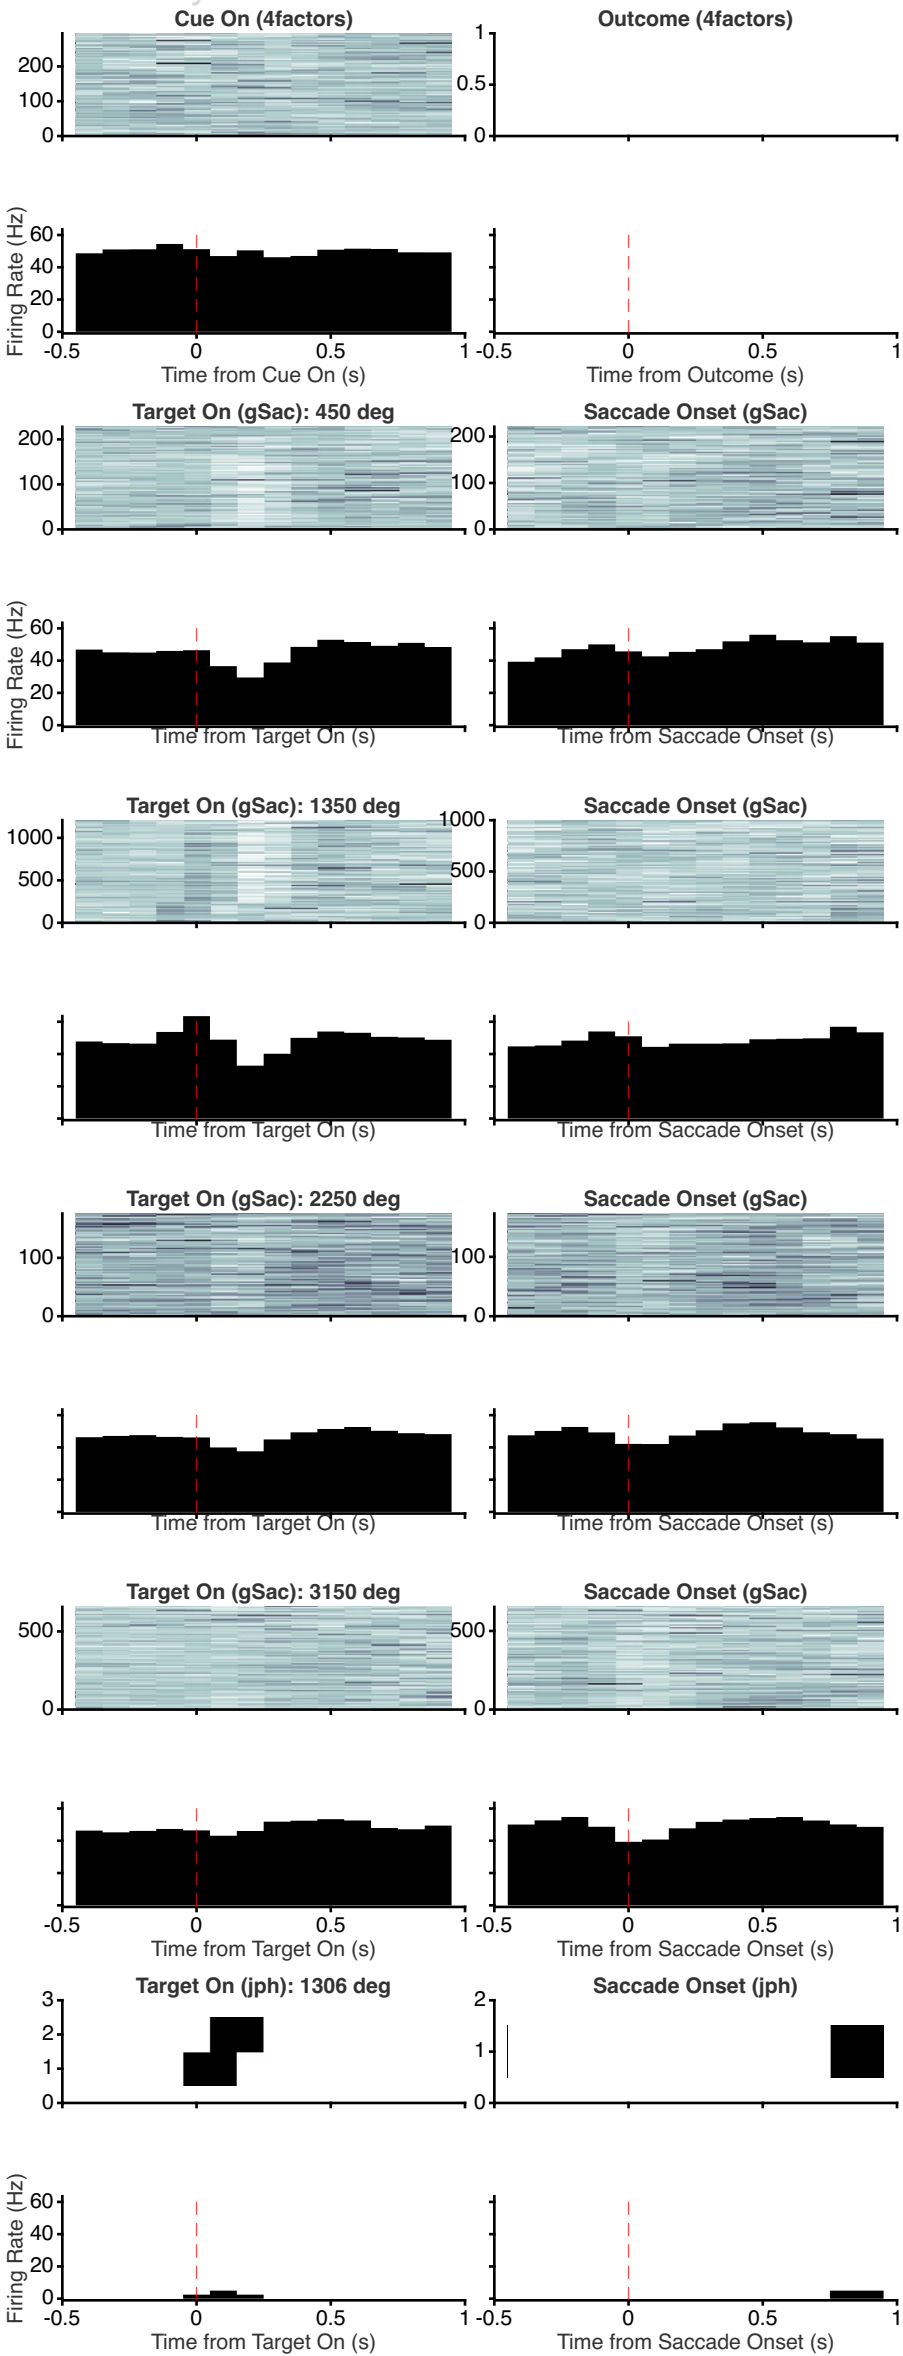 Cue On (4factors)
Outcome (4factors)
200
100
0
1
0.5
0
Firing Rate (Hz)
60
40
20
0
-0.5 0 0.5 1
-0.5 0 0.5 1
Time from Cue On (s)
Time from Outcome (s)
Target On (gSac): 450 deg
Saccade Onset (gSac)
200
100
0
200
100
0
Firing Rate (Hz)
60
40
20
0
Time from Target On (s)
Time from Saccade Onset (s)
Target On (gSac): 1350 deg
Saccade Onset (gSac)
1000
500
0
1000
500
0
Time from Target On (s)
Time from Saccade Onset (s)
Target On (gSac): 2250 deg
Saccade Onset (gSac)
100
0
100
0
Time from Target On (s)
Time from Saccade Onset (s)
Target On (gSac): 3150 deg
Saccade Onset (gSac)
500
0
500
0
-0.5 0 0.5 1
-0.5 0 0.5 1
Time from Target On (s)
Time from Saccade Onset (s)
Target On (jph): 1306 deg
Saccade Onset (jph)
3
2
1
0
2
1
0
Firing Rate (Hz)
60
40
20
0
-0.5 0 0.5 1
-0.5 0 0.5 1
Time from Target On (s)
Time from Saccade Onset (s)